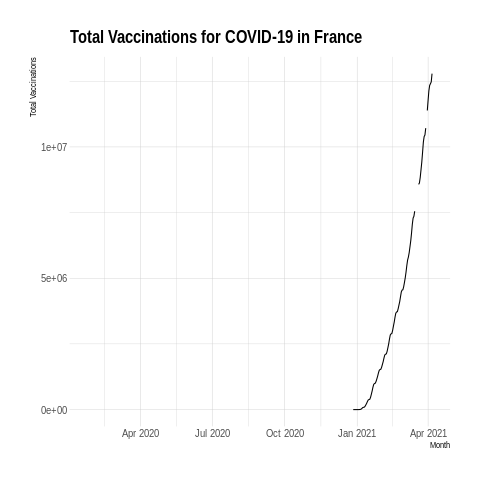 Total Vaccinations for COVID-19 in France
Total Vaccinations
1e+07
5e+06
0e+00
Apr 2020 Jul 2020 Oct 2020 Jan 2021 Apr 2021
Month